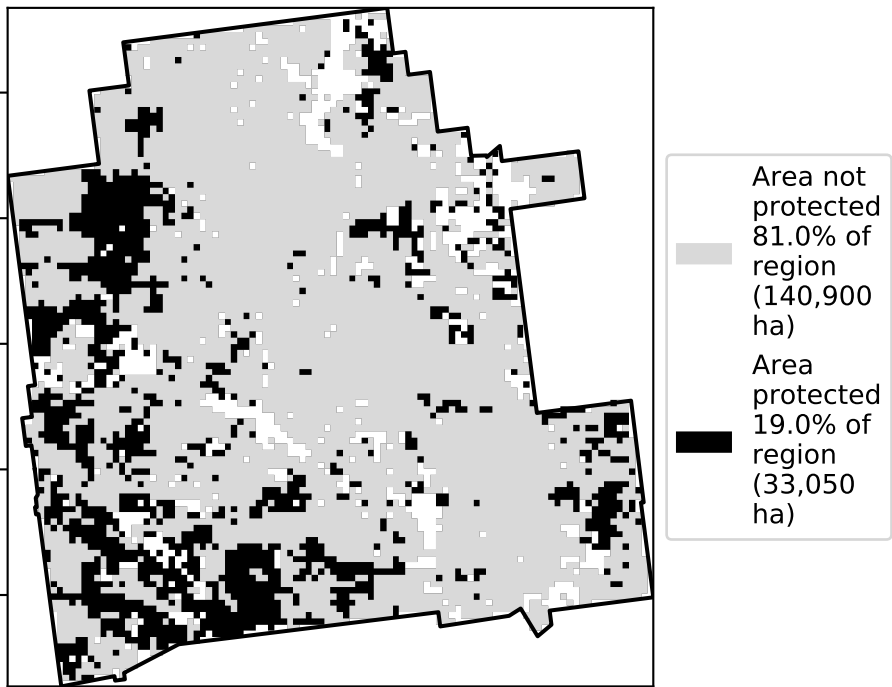 Area not
protected
81.0% of
region
(140,900
ha)
Area
protected
19.0% of
region
(33,050
ha)